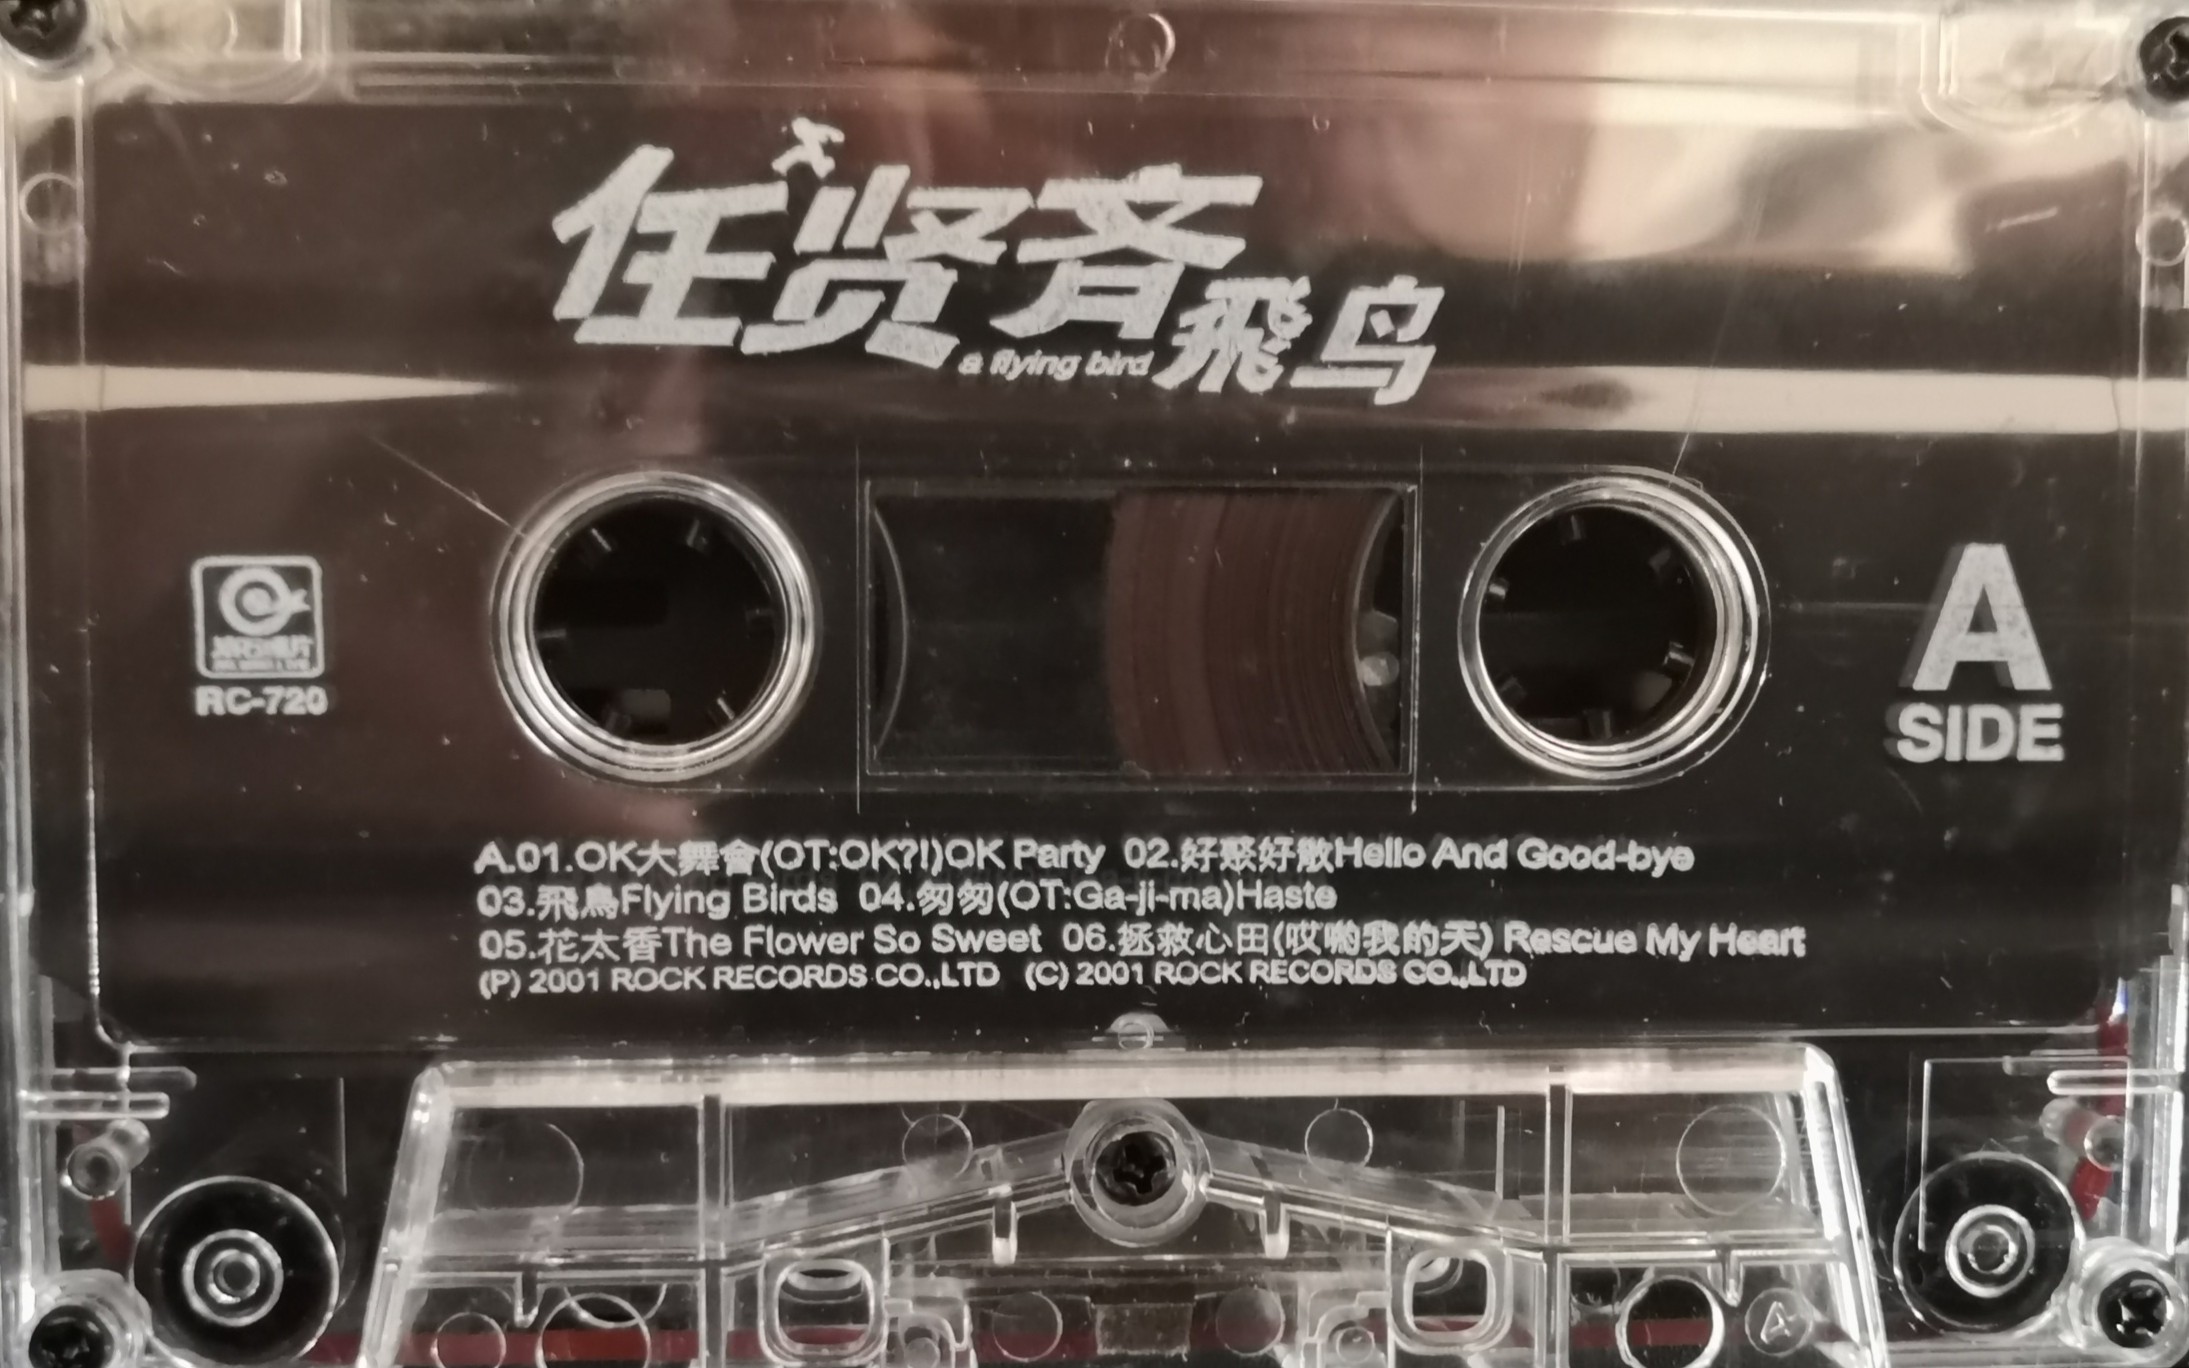 任贤齐
a flying bird 飛鸟
RC-720
A
SIDE
A.01.OK大舞會(OT:OK?!)OK Party 02.好聚好散Hello And Good-bye
03.飛鳥Flying Birds 04.匆匆(OT:Ga-ji-ma)Haste
05.花太香The Flower So Sweet 06.拯救心田(哎喲我的天) Rescue My Heart
(P) 2001 ROCK RECORDS CO.,LTD (C) 2001 ROCK RECORDS CO.,LTD
A